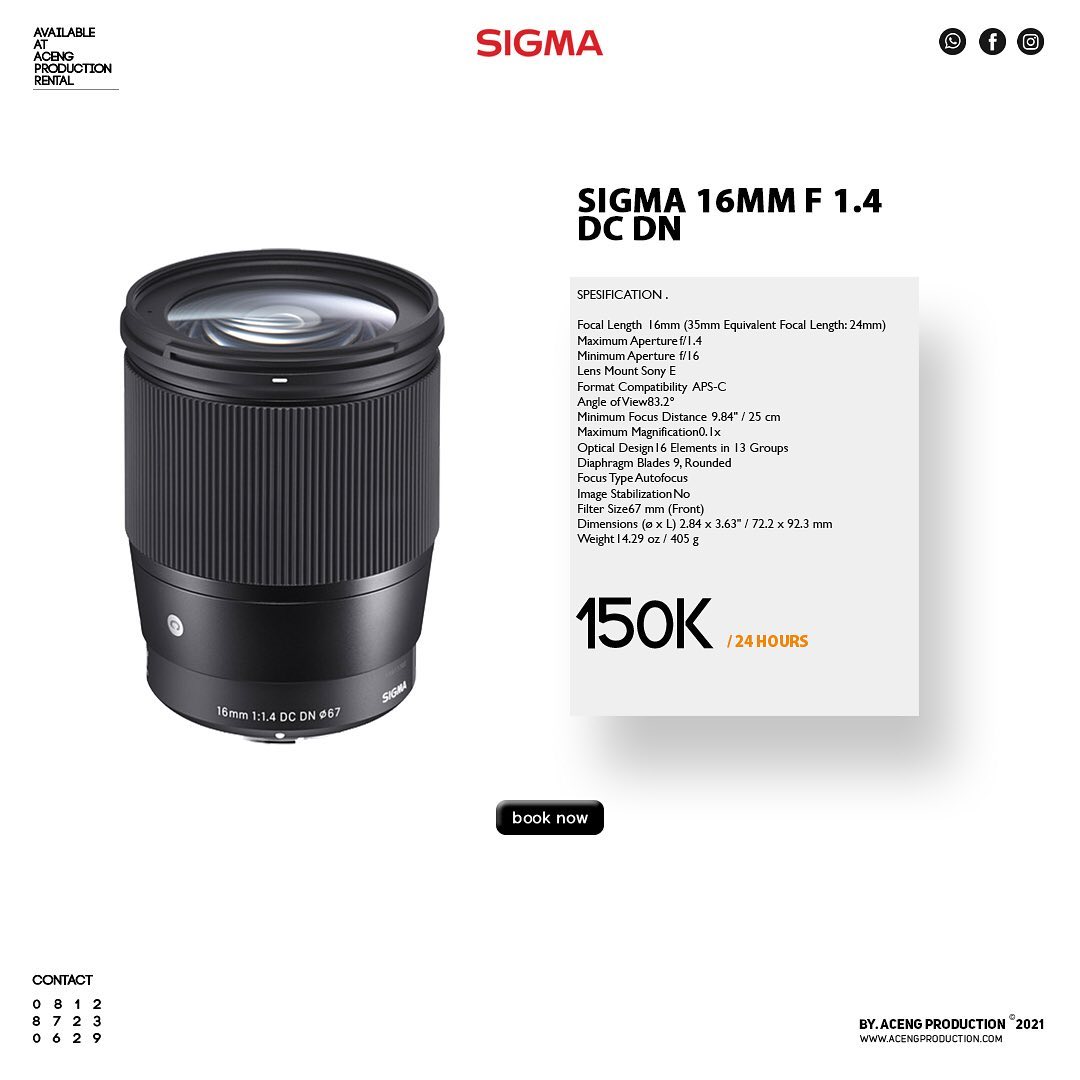 AVAILABLE
AT
ACENG
PRODUCTION
RENTAL
SIGMA
SIGMA 16MM F 1.4
DC DN
SPESIFICATION .
Focal Length 16mm (35mm Equivalent Focal Length: 24mm)
Maximum Aperture f/1.4
Minimum Aperture f/16
Lens Mount Sony E
Format Compatibility APS-C
Angle of View83.2°
Minimum Focus Distance 9.84" / 25 cm
Maximum Magnification0.1x
Optical Design16 Elements in 13 Groups
Diaphragm Blades 9, Rounded
Focus Type Autofocus
Image Stabilization No
Filter Size67 mm (Front)
Dimensions (ø x L) 2.84 x 3.63" / 72.2 x 92.3 mm
Weight 14.29 oz / 405 g
150K / 24 HOURS
SIGMA
16mm 1:1.4 DC DN ø67
book now
CONTACT
0 8 1 2
8 7 2 3
0 6 2 9
BY. ACENG PRODUCTION © 2021
WWW.ACENGPRODUCTION.COM